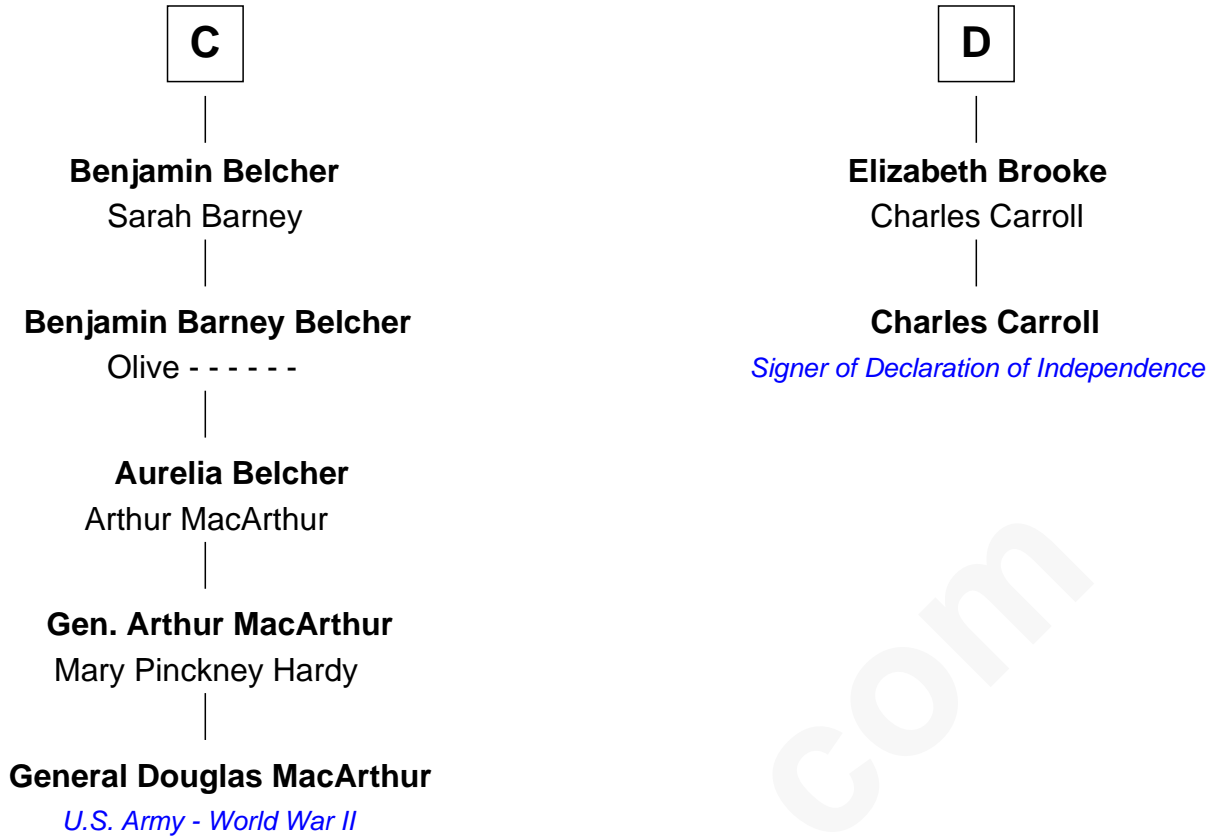 C
Benjamin Belcher
Sarah Barney
Benjamin Barney Belcher
Olive - - - - - -
Aurelia Belcher
Arthur MacArthur
Gen. Arthur MacArthur
Mary Pinckney Hardy
General Douglas MacArthur
U.S. Army - World War II
D
Elizabeth Brooke
Charles Carroll
Charles Carroll
Signer of Declaration of Independence
com